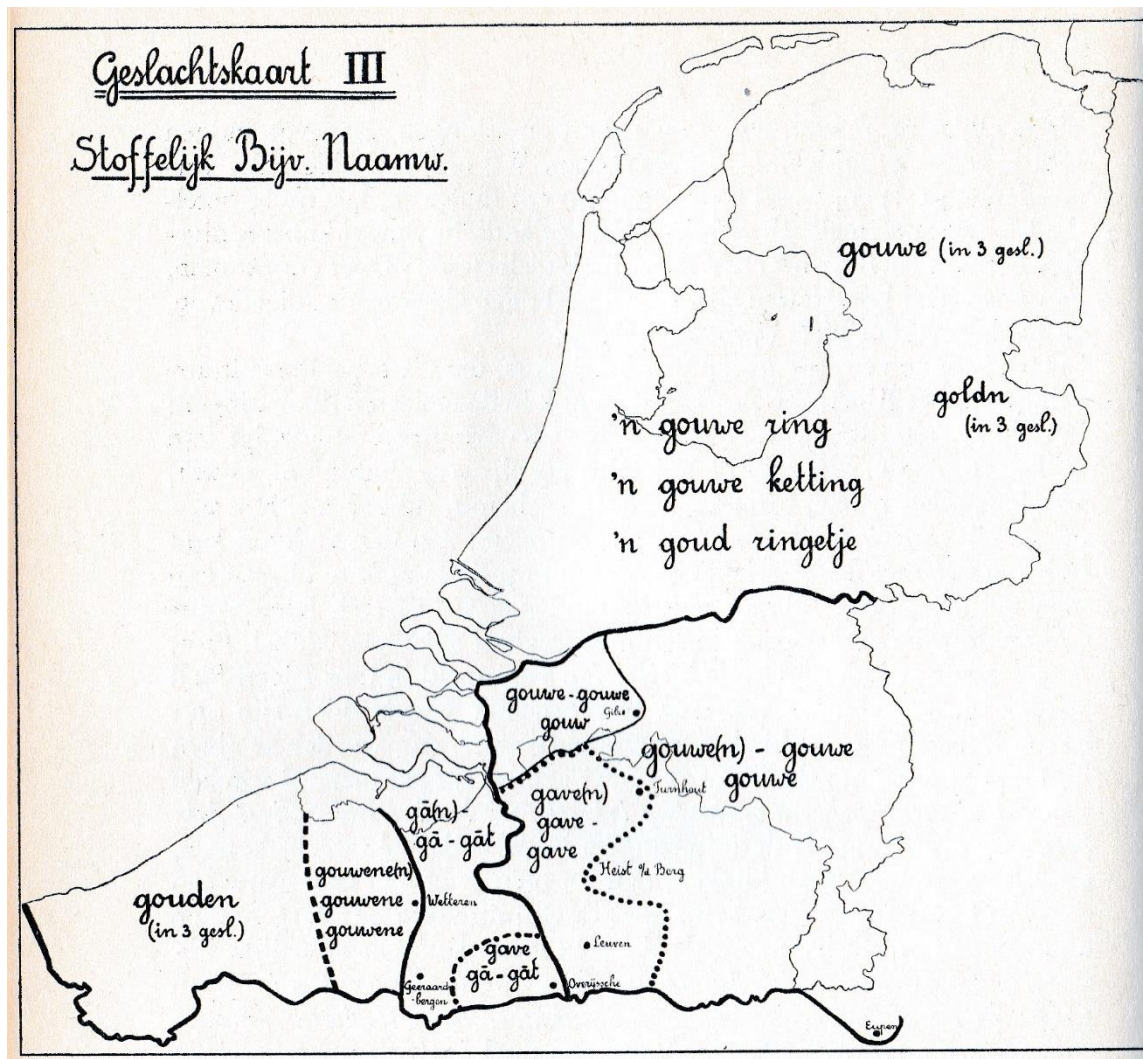 Geslachtskaart III
Stoffelijk Bijv. Naamw.
gouwe (in 3 gesl.)
goldn
(in 3 gesl.)
'n gouwe ring
'n gouwe ketting
'n goud ringetje
gouwe - gouwe
gouw
Gilze
gouwe(n) - gouwe
gouwe
Turnhout
gave(n)
gave -
gave
gā(n) -
gā - gāt
Heist o/d Berg
gouwene(n)
gouwene
gouwene
Wetteren
gouden
(in 3 gesl.)
Leuven
gave
gā - gāt
Geeraard-
bergen
Overijssche
Eupen